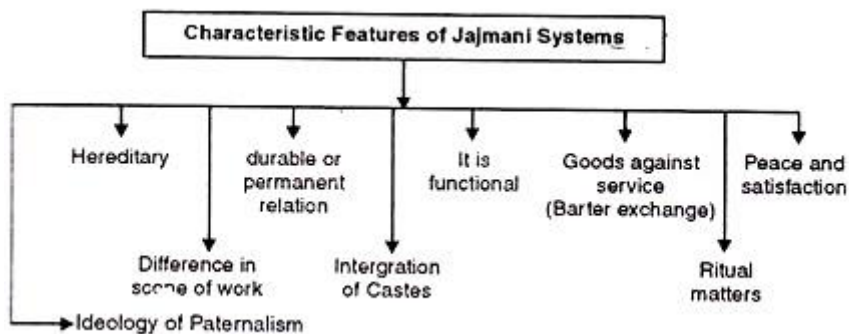 Characteristic Features of Jajmani Systems
Hereditary
durable or
permanent
relation
It is
functional
Goods against
service
(Barter exchange)
Peace and
satisfaction
Difference in
scope of work
Intergration
of Castes
Ritual
matters
Ideology of Paternalism